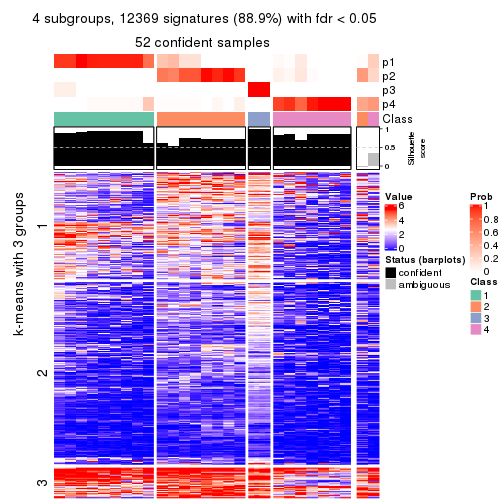 4 subgroups, 12369 signatures (88.9%) with fdr < 0.05
52 confident samples
p1
p2
p3
p4
Class
1
0.5
0
Silhouette
score
k-means with 3 groups
1
2
3
Value
6
4
2
0
Status (barplots)
confident
ambiguous
Prob
1
0.8
0.6
0.4
0.2
0
Class
1
2
3
4